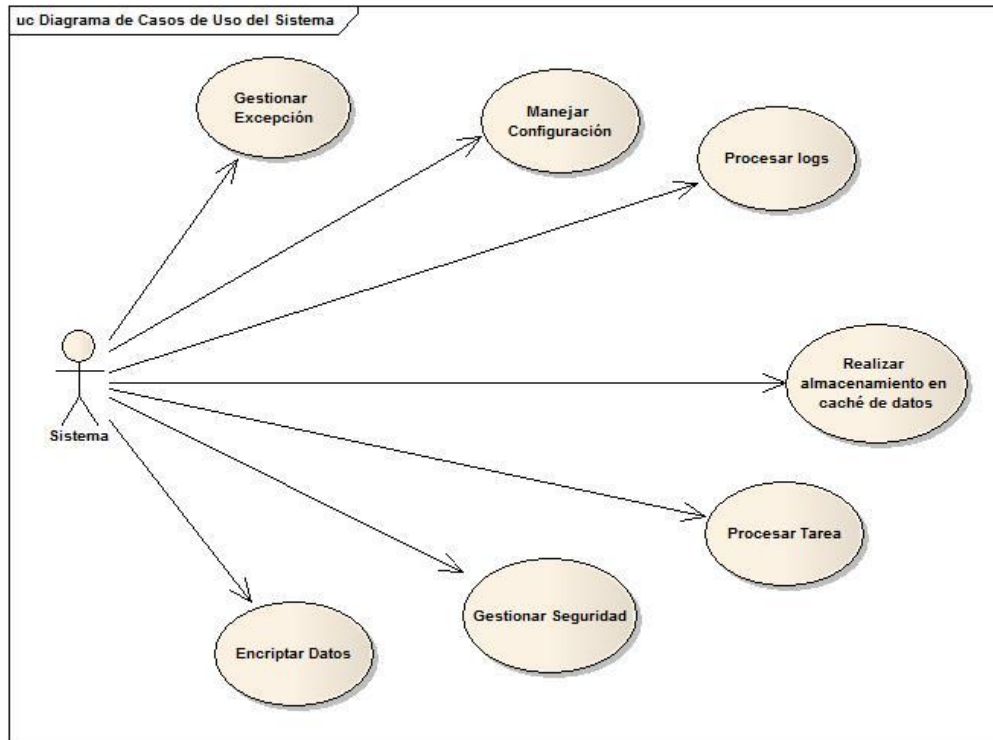 uc Diagrama de Casos de Uso del Sistema
Gestionar
Excepción
Manejar
Configuración
Procesar logs
Realizar
almacenamiento en
caché de datos
Sistema
Procesar Tarea
Gestionar Seguridad
Encriptar Datos